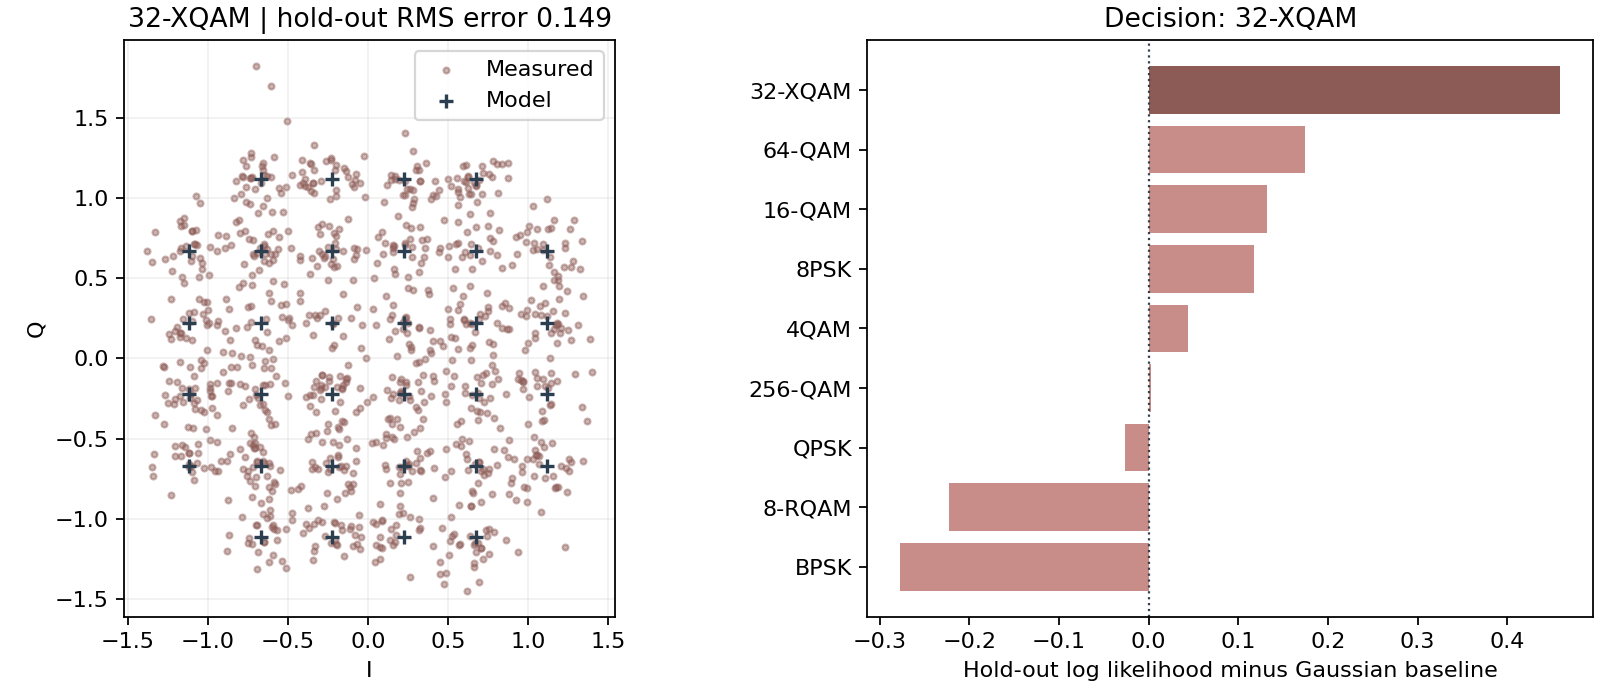 32-XQAM | hold-out RMS error 0.149
Measured
Model
1.5
1.0
0.5
0.0
−0.5
−1.0
−1.5
Q
−1.5 −1.0 −0.5 0.0 0.5 1.0 1.5
I
Decision: 32-XQAM
32-XQAM
64-QAM
16-QAM
8PSK
4QAM
256-QAM
QPSK
8-RQAM
BPSK
−0.3 −0.2 −0.1 0.0 0.1 0.2 0.3 0.4
Hold-out log likelihood minus Gaussian baseline